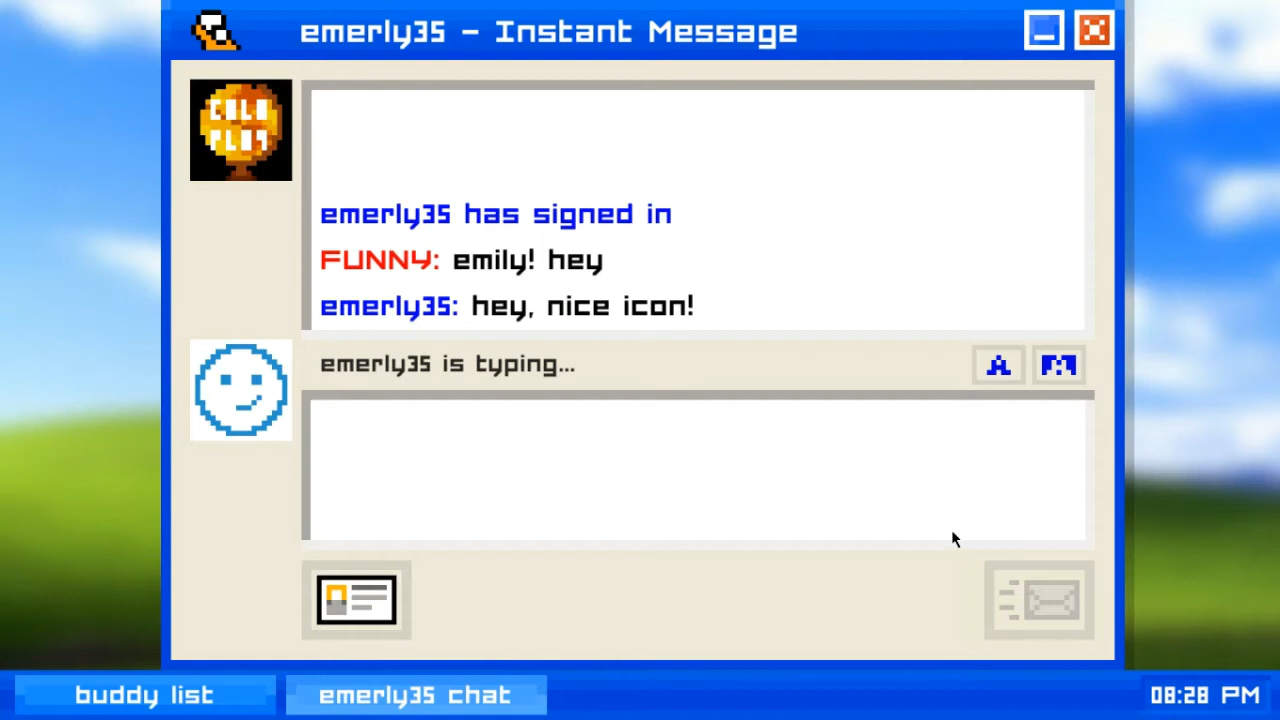 emerly35 - Instant Message
COLD
PLAY
emerly35 has signed in
FUNNY: emily! hey
emerly35: hey, nice icon!
emerly35 is typing...
A
buddy list
emerly35 chat
08:28 PM